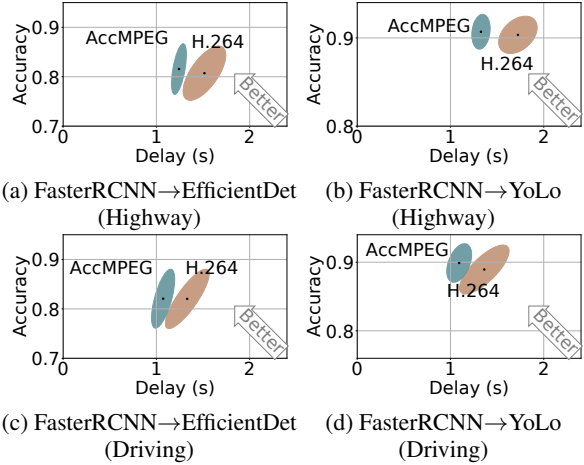 0.9
0.8
0.7
Accuracy
AccMPEG
H.264
Better
0
1
2
Delay (s)
(a) FasterRCNN→EfficientDet
(Highway)
0.9
0.8
Accuracy
AccMPEG
H.264
Better
0
1
2
Delay (s)
(b) FasterRCNN→YoLo
(Highway)
0.9
0.8
0.7
Accuracy
AccMPEG
H.264
Better
0
1
2
Delay (s)
(c) FasterRCNN→EfficientDet
(Driving)
0.9
0.8
Accuracy
AccMPEG
H.264
Better
0
1
2
Delay (s)
(d) FasterRCNN→YoLo
(Driving)